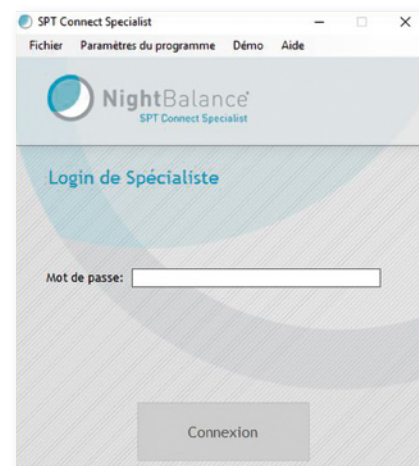 SPT Connect Specialist
Fichier Paramètres du programme Démo Aide
NightBalance®
SPT Connect Specialist
Login de Spécialiste
Mot de passe:
Connexion